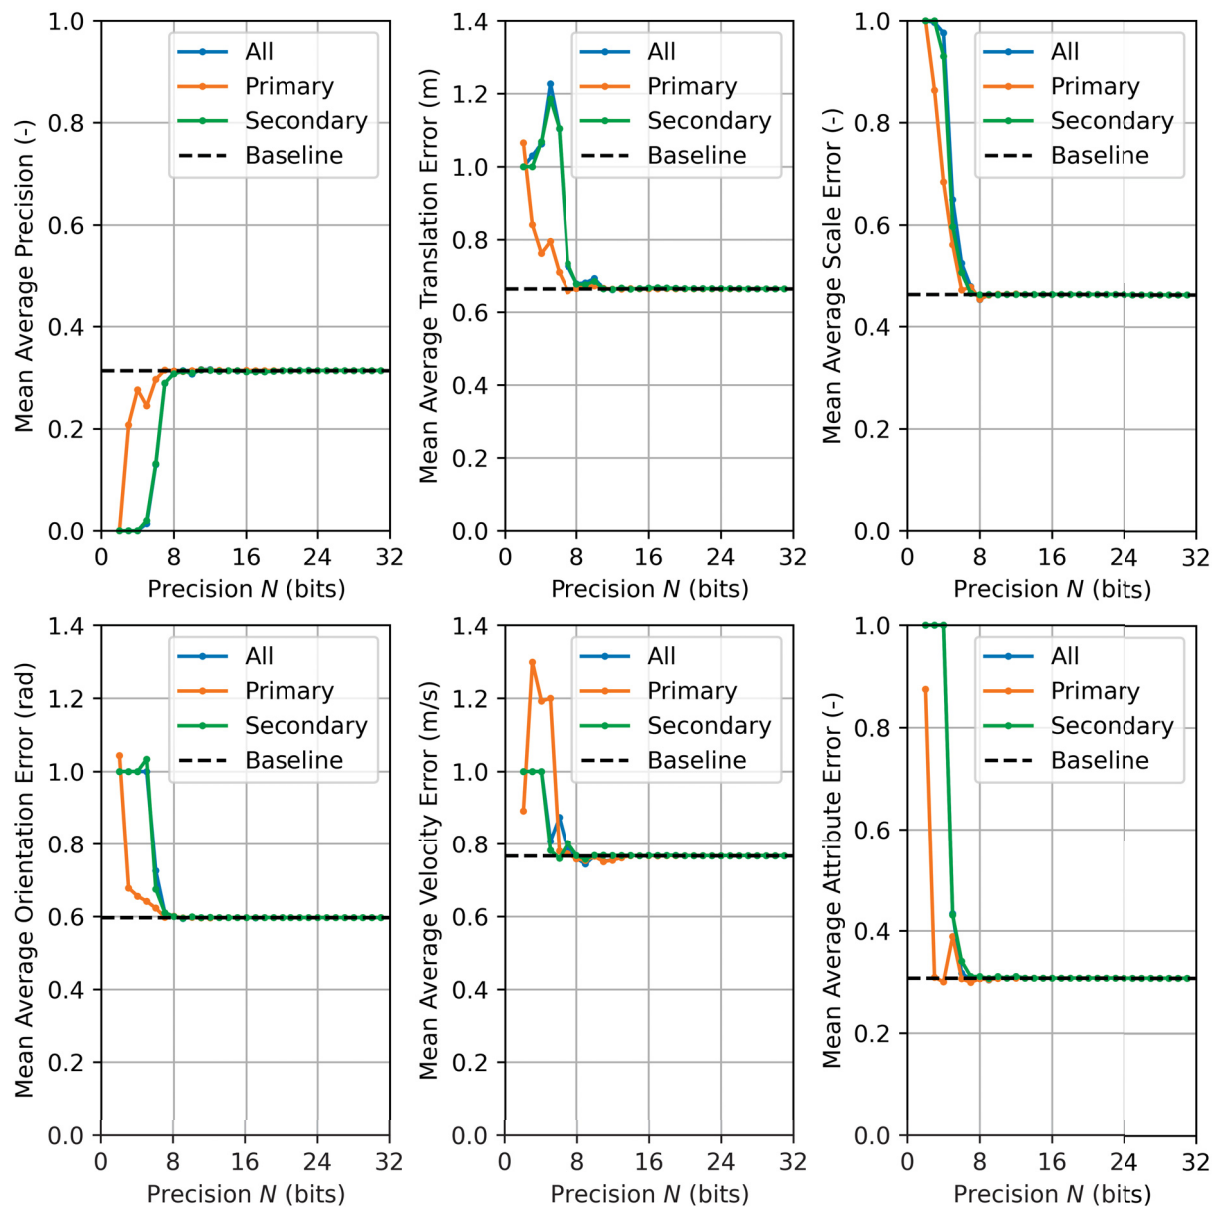 Mean Average Precision (-)
1.0
0.8
0.6
0.4
0.2
0.0
All
Primary
Secondary
Baseline
0 8 16 24 32
Precision N (bits)
Mean Average Translation Error (m)
1.4
1.2
1.0
0.8
0.6
0.4
0.2
0.0
All
Primary
Secondary
Baseline
0 8 16 24 32
Precision N (bits)
Mean Average Scale Error (-)
1.0
0.8
0.6
0.4
0.2
0.0
All
Primary
Secondary
Baseline
0 8 16 24 32
Precision N (bits)
Mean Average Orientation Error (rad)
1.4
1.2
1.0
0.8
0.6
0.4
0.2
0.0
All
Primary
Secondary
Baseline
0 8 16 24 32
Precision N (bits)
Mean Average Velocity Error (m/s)
1.4
1.2
1.0
0.8
0.6
0.4
0.2
0.0
All
Primary
Secondary
Baseline
0 8 16 24 32
Precision N (bits)
Mean Average Attribute Error (-)
1.0
0.8
0.6
0.4
0.2
0.0
All
Primary
Secondary
Baseline
0 8 16 24 32
Precision N (bits)